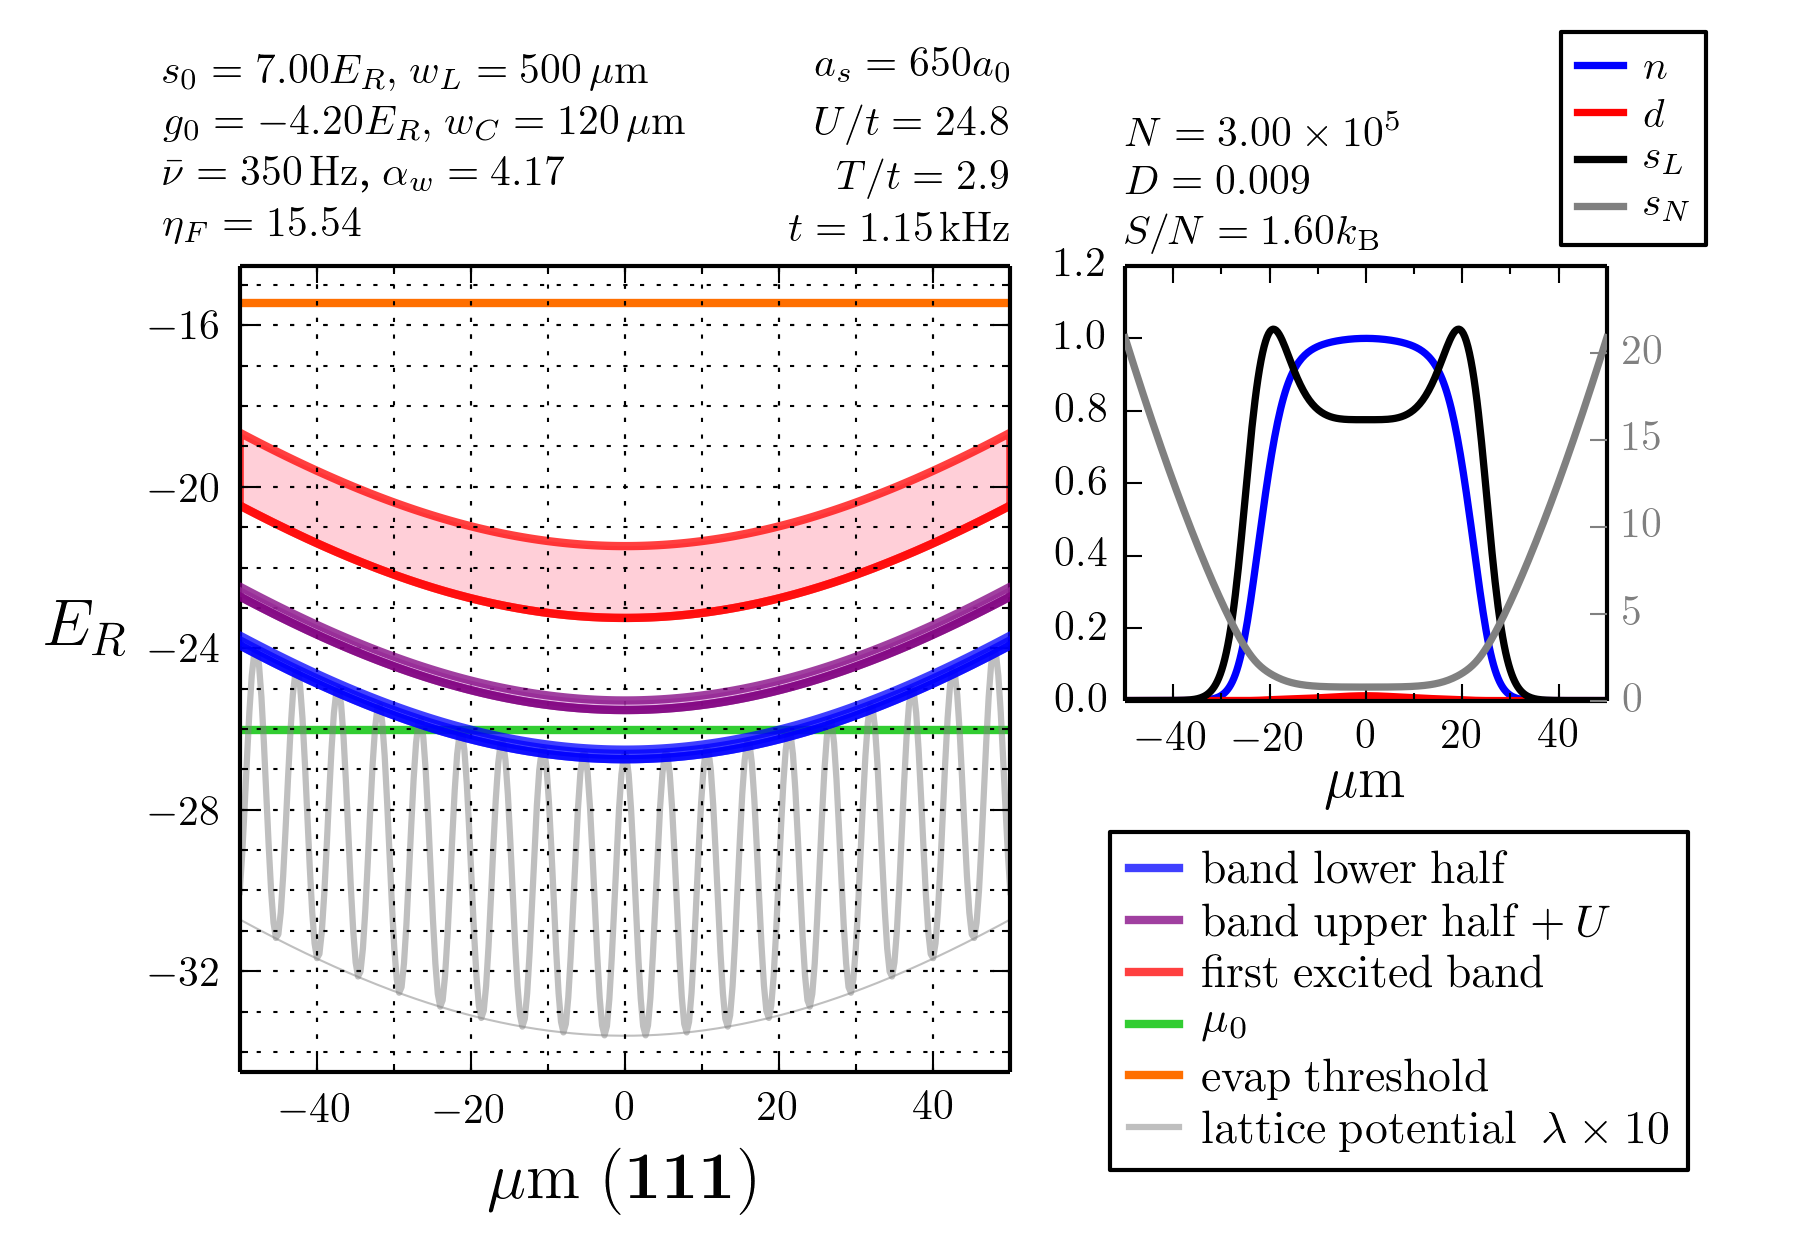 s₀ = 7.00E_R, w_L = 500 μm
g₀ = −4.20E_R, w_C = 120 μm
ν̄ = 350 Hz, α_w = 4.17
η_F = 15.54
a_s = 650a₀
U/t = 24.8
T/t = 2.9
t = 1.15 kHz
N = 3.00 × 10⁵
D = 0.009
S/N = 1.60k_B
n
d
s_L
s_N
E_R
−16
−20
−24
−28
−32
−40 −20 0 20 40
μm (111)
1.2
1.0
0.8
0.6
0.4
0.2
0.0
20
15
10
5
0
−40 −20 0 20 40
μm
band lower half
band upper half + U
first excited band
μ₀
evap threshold
lattice potential λ × 10